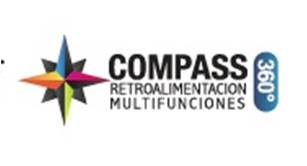 COMPASS
RETROALIMENTACION
MULTIFUNCIONES
360°